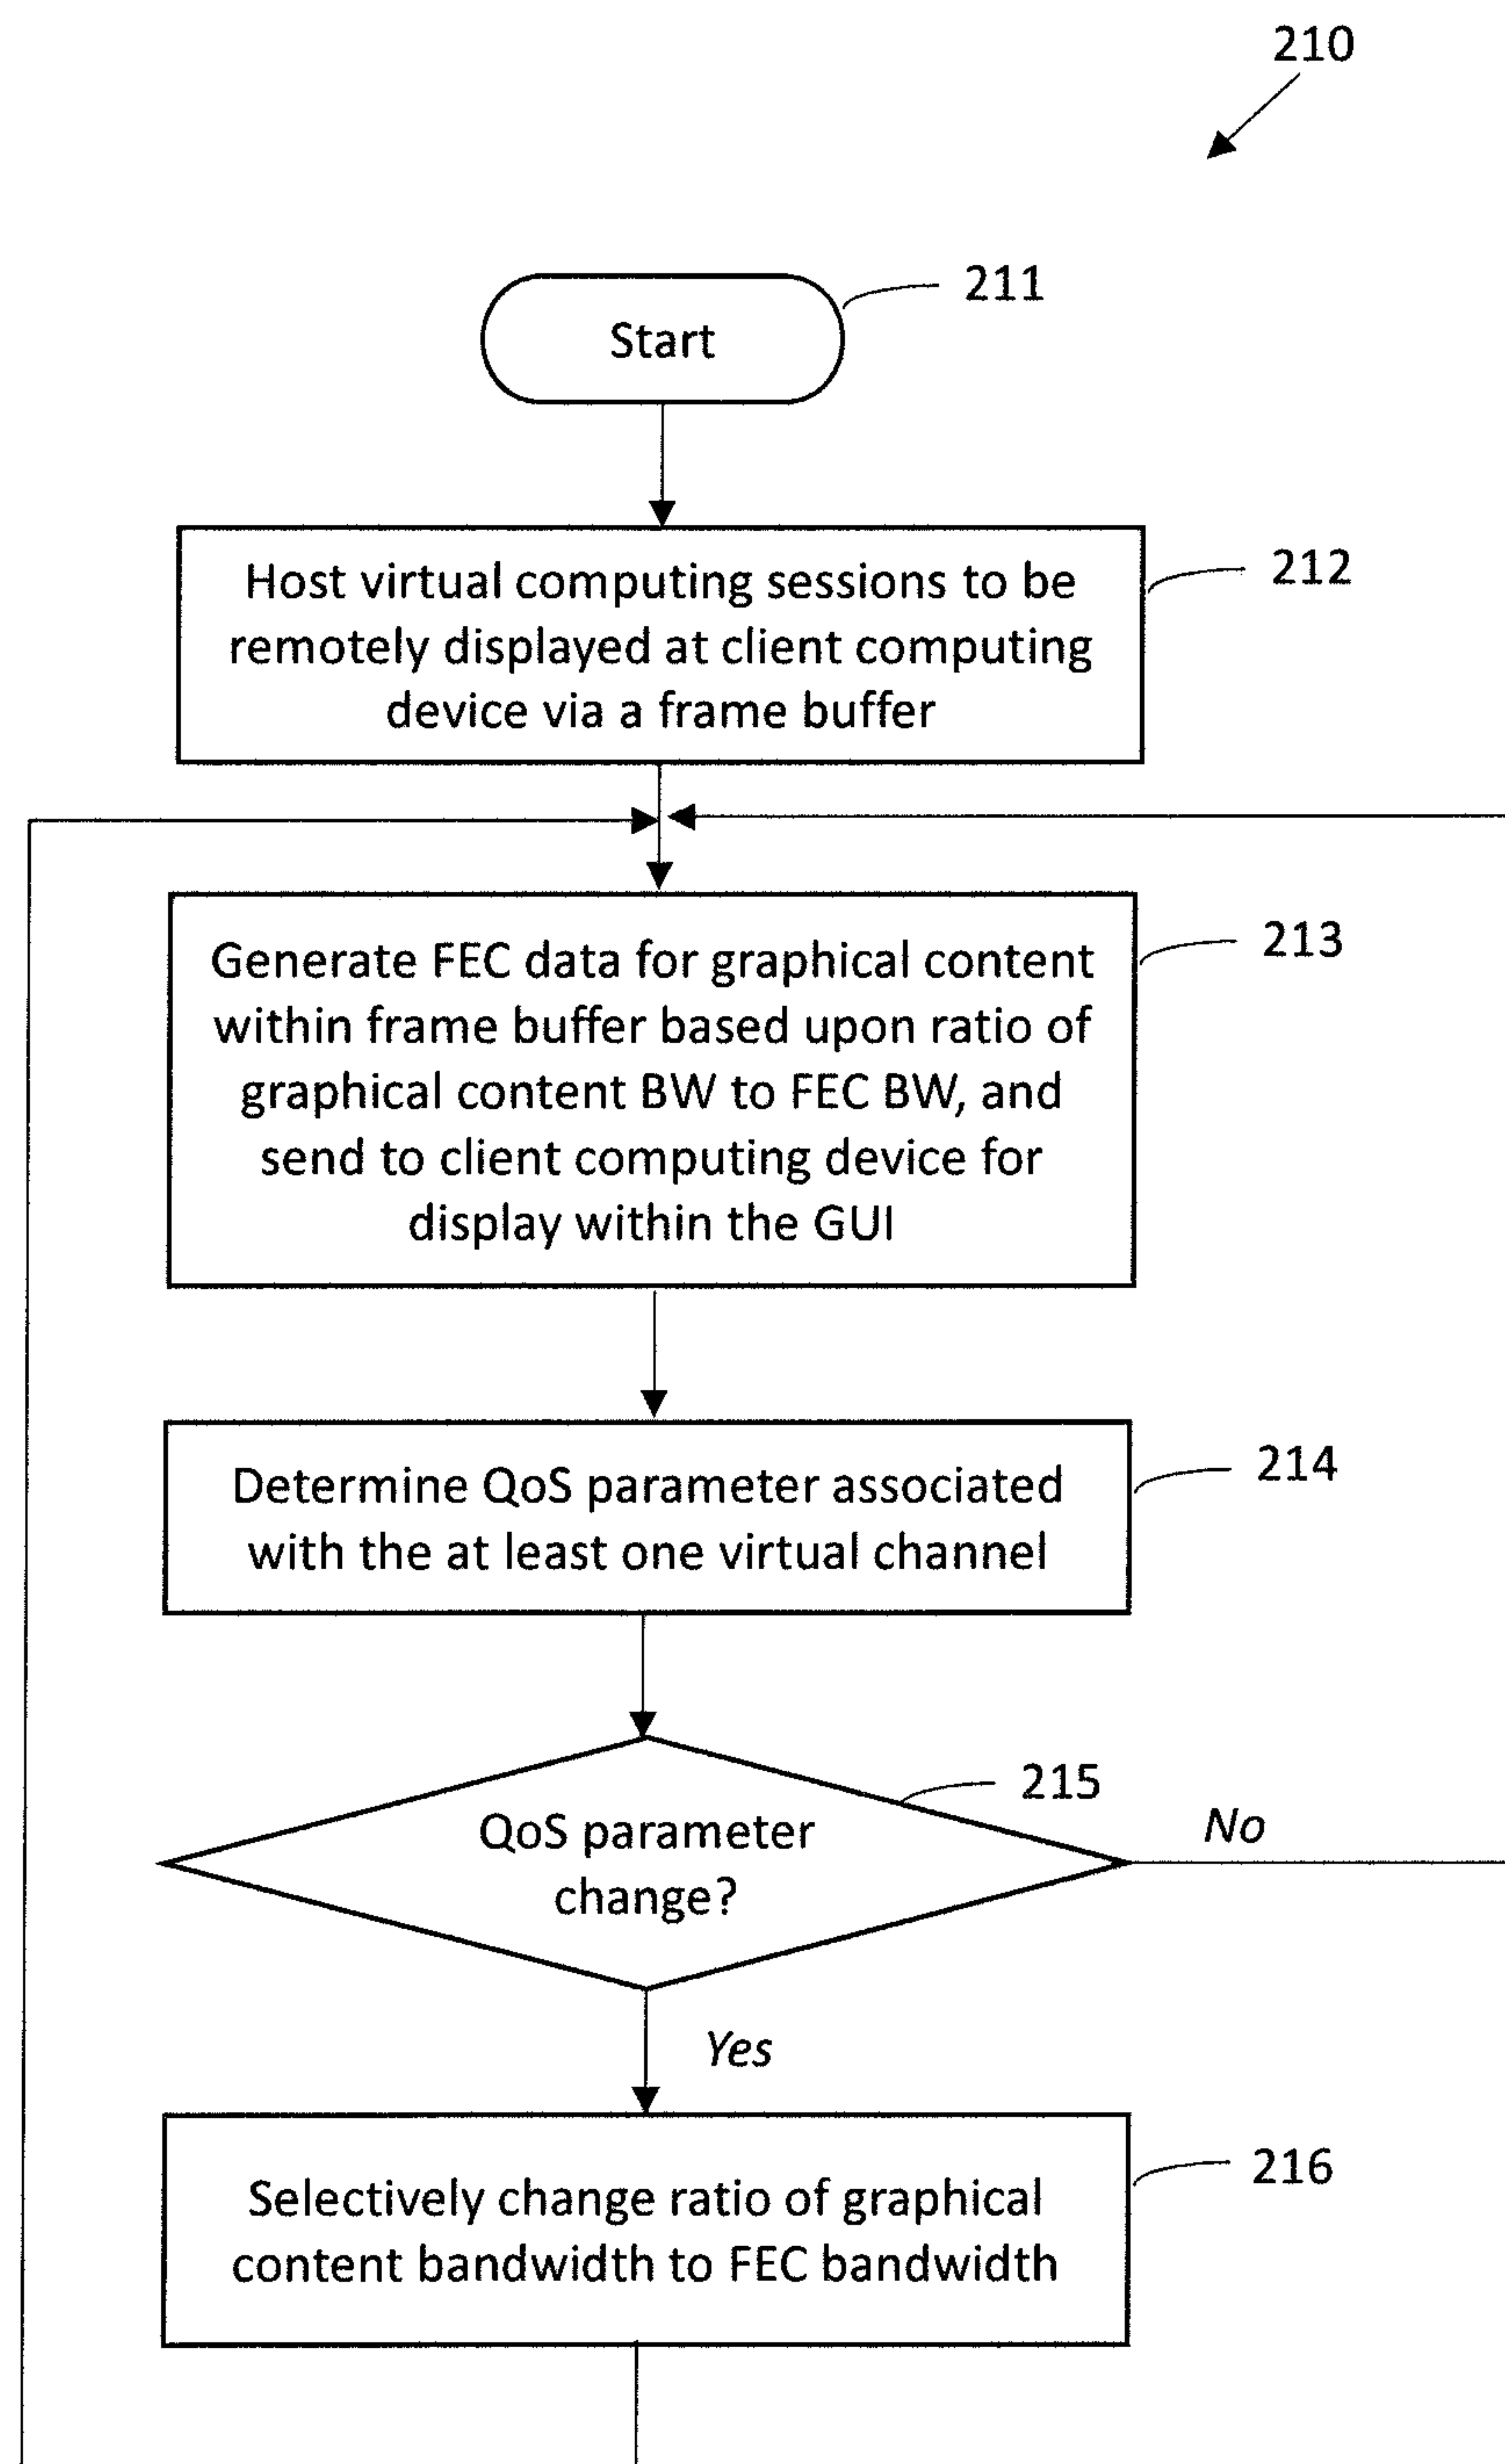 210
Start
211
Host virtual computing sessions to be
remotely displayed at client computing
device via a frame buffer
212
Generate FEC data for graphical content
within frame buffer based upon ratio of
graphical content BW to FEC BW, and
send to client computing device for
display within the GUI
213
Determine QoS parameter associated
with the at least one virtual channel
214
QoS parameter
change?
215
No
Yes
Selectively change ratio of graphical
content bandwidth to FEC bandwidth
216